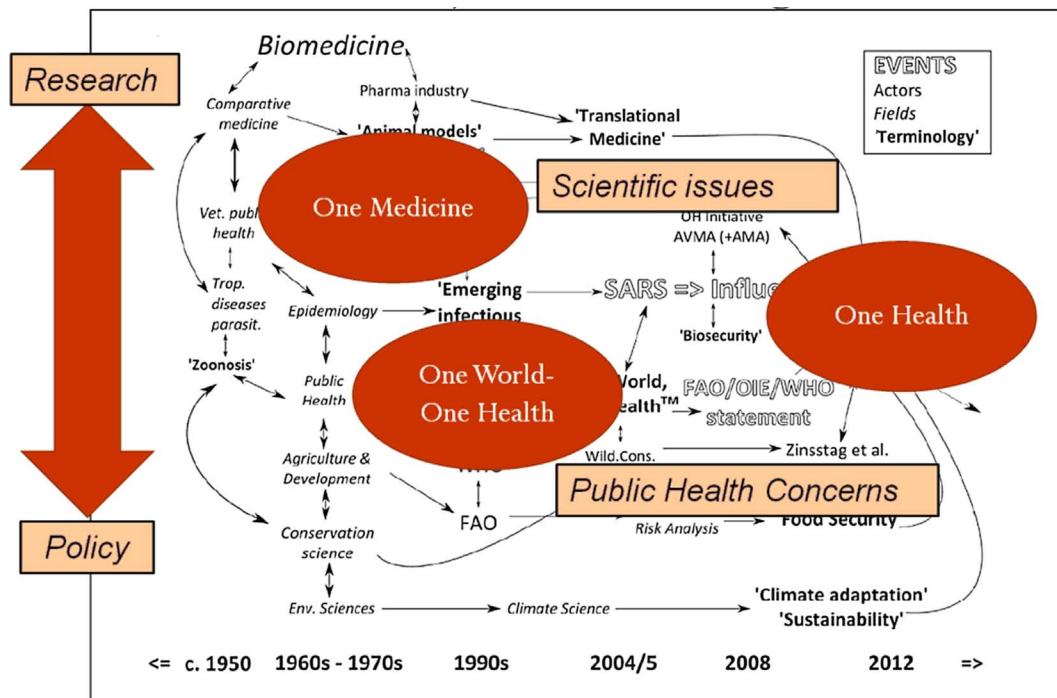 Biomedicine
EVENTS
Actors
Fields
'Terminology'
Research
Pharma industry
Comparative
medicine
'Translational
Medicine'
'Animal models'
One Medicine
Scientific issues
Vet. publ
health
OH Initiative
AVMA (+AMA)
Trop.
diseases
parasit.
Epidemiology
'Emerging
infectious
SARS => Influe
One Health
'Biosecurity'
'Zoonosis'
Public
Health
One World-
One Health
World,
ealth™
FAO/OIE/WHO
statement
Agriculture &
Development
WHO
Wild.Cons.
Zinsstag et al.
Public Health Concerns
Policy
Conservation
science
FAO
Risk Analysis
'Food Security'
Env. Sciences
Climate Science
'Climate adaptation'
'Sustainability'
<= c. 1950 1960s - 1970s 1990s 2004/5 2008 2012 =>